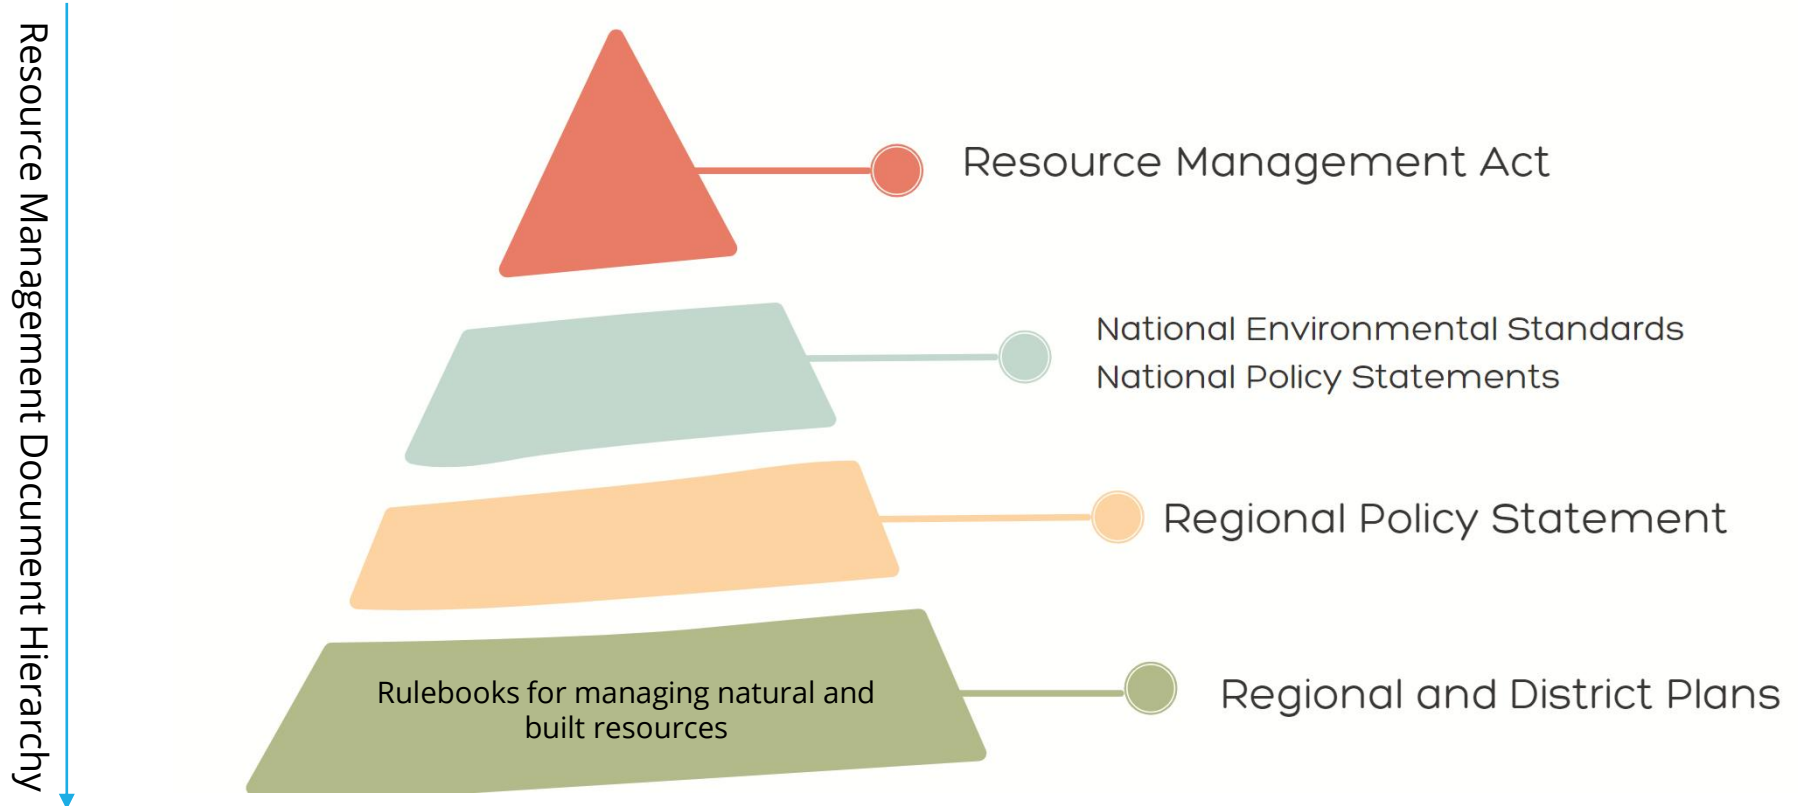 Resource Management Document Hierarchy
Resource Management Act
National Environmental Standards
National Policy Statements
Regional Policy Statement
Rulebooks for managing natural and
built resources
Regional and District Plans